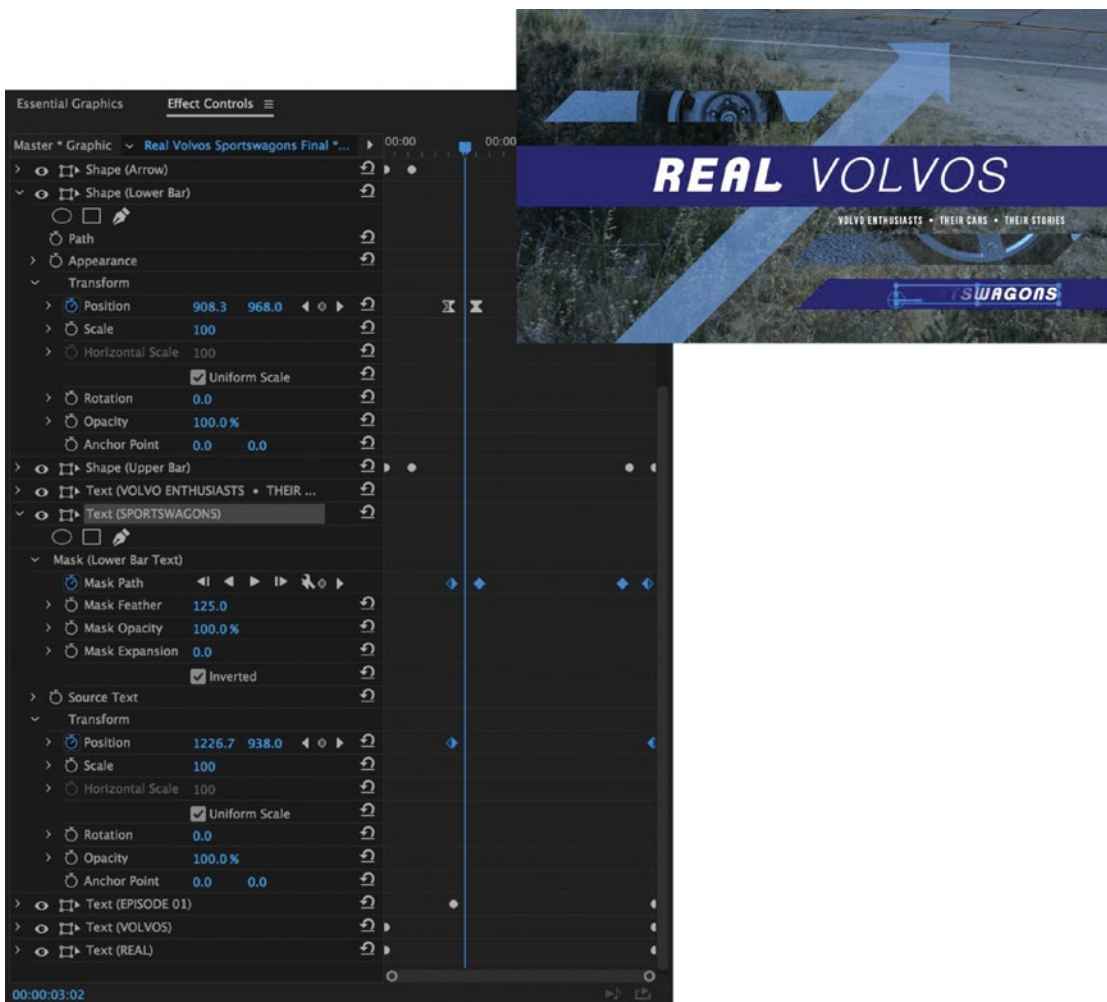 REAL VOLVOS
VOLVO ENTHUSIASTS • THEIR CARS • THEIR STORIES
SWAGONS
Essential Graphics Effect Controls
Master * Graphic Real Volvos Sportswagons Final *... 00:00 00:00
Shape (Arrow)
Shape (Lower Bar)
Path
Appearance
Transform
Position 908.3 968.0
Scale 100
Horizontal Scale 100
Uniform Scale
Rotation 0.0
Opacity 100.0 %
Anchor Point 0.0 0.0
Shape (Upper Bar)
Text (VOLVO ENTHUSIASTS • THEIR ...
Text (SPORTSWAGONS)
Mask (Lower Bar Text)
Mask Path
Mask Feather 125.0
Mask Opacity 100.0 %
Mask Expansion 0.0
Inverted
Source Text
Transform
Position 1226.7 938.0
Scale 100
Horizontal Scale 100
Uniform Scale
Rotation 0.0
Opacity 100.0 %
Anchor Point 0.0 0.0
Text (EPISODE 01)
Text (VOLVOS)
Text (REAL)
00:00:03:02